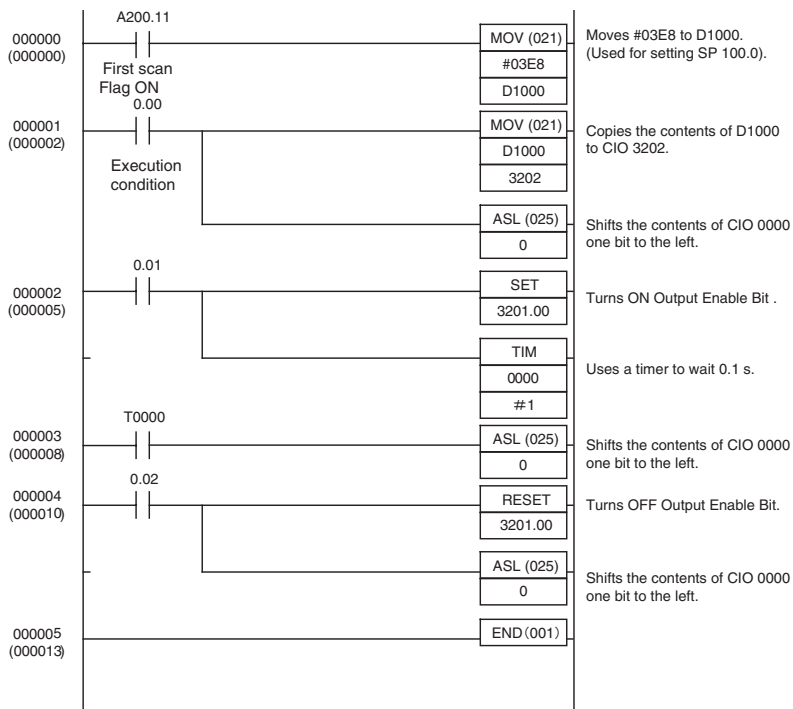 A200.11
000000
(000000)
First scan
Flag ON
MOV (021)
#03E8
D1000
Moves #03E8 to D1000.
(Used for setting SP 100.0).
0.00
000001
(000002)
Execution
condition
MOV (021)
D1000
3202
Copies the contents of D1000
to CIO 3202.
ASL (025)
0
Shifts the contents of CIO 0000
one bit to the left.
0.01
000002
(000005)
SET
3201.00
Turns ON Output Enable Bit .
TIM
0000
#1
Uses a timer to wait 0.1 s.
T0000
000003
(000008)
ASL (025)
0
Shifts the contents of CIO 0000
one bit to the left.
0.02
000004
(000010)
RESET
3201.00
Turns OFF Output Enable Bit.
ASL (025)
0
Shifts the contents of CIO 0000
one bit to the left.
000005
(000013)
END(001)